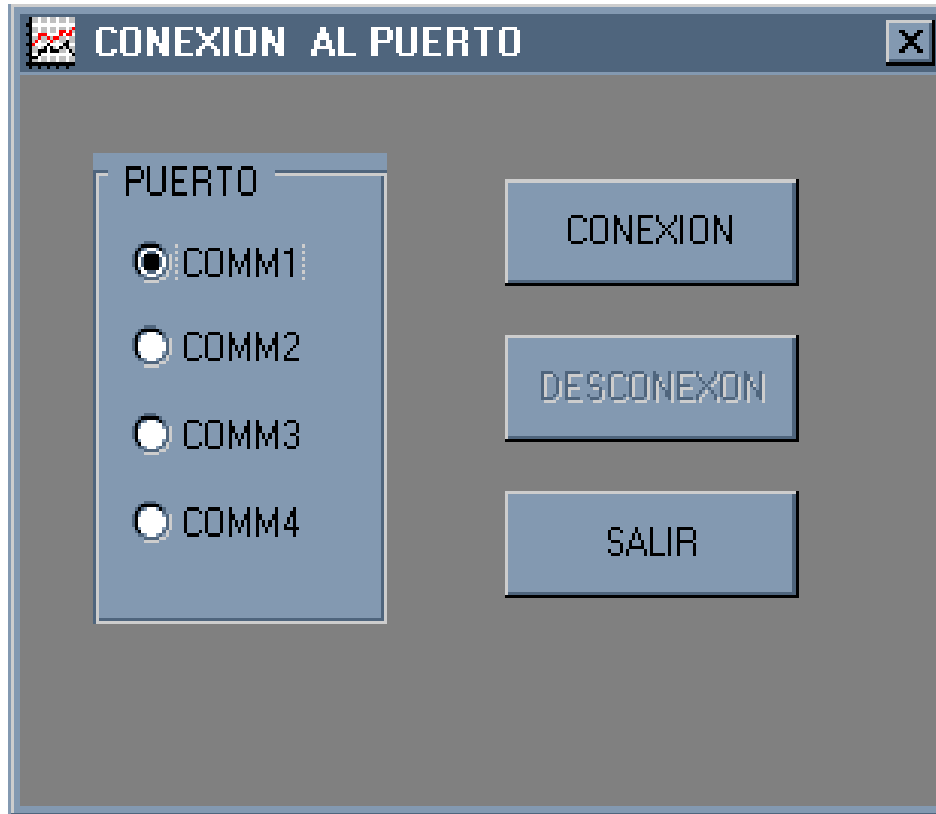 CONEXION AL PUERTO
PUERTO
COMM1
COMM2
COMM3
COMM4
CONEXION
DESCONEXON
SALIR